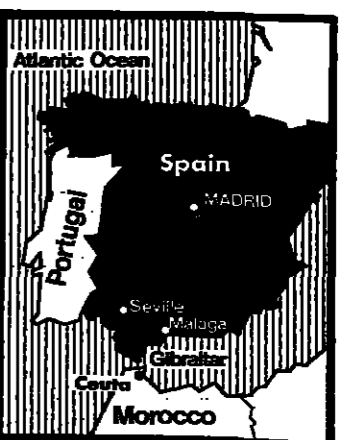 Atlantic Ocean
Spain
MADRID
Portugal
Seville
Malaga
Gibraltar
Ceuta
Morocco